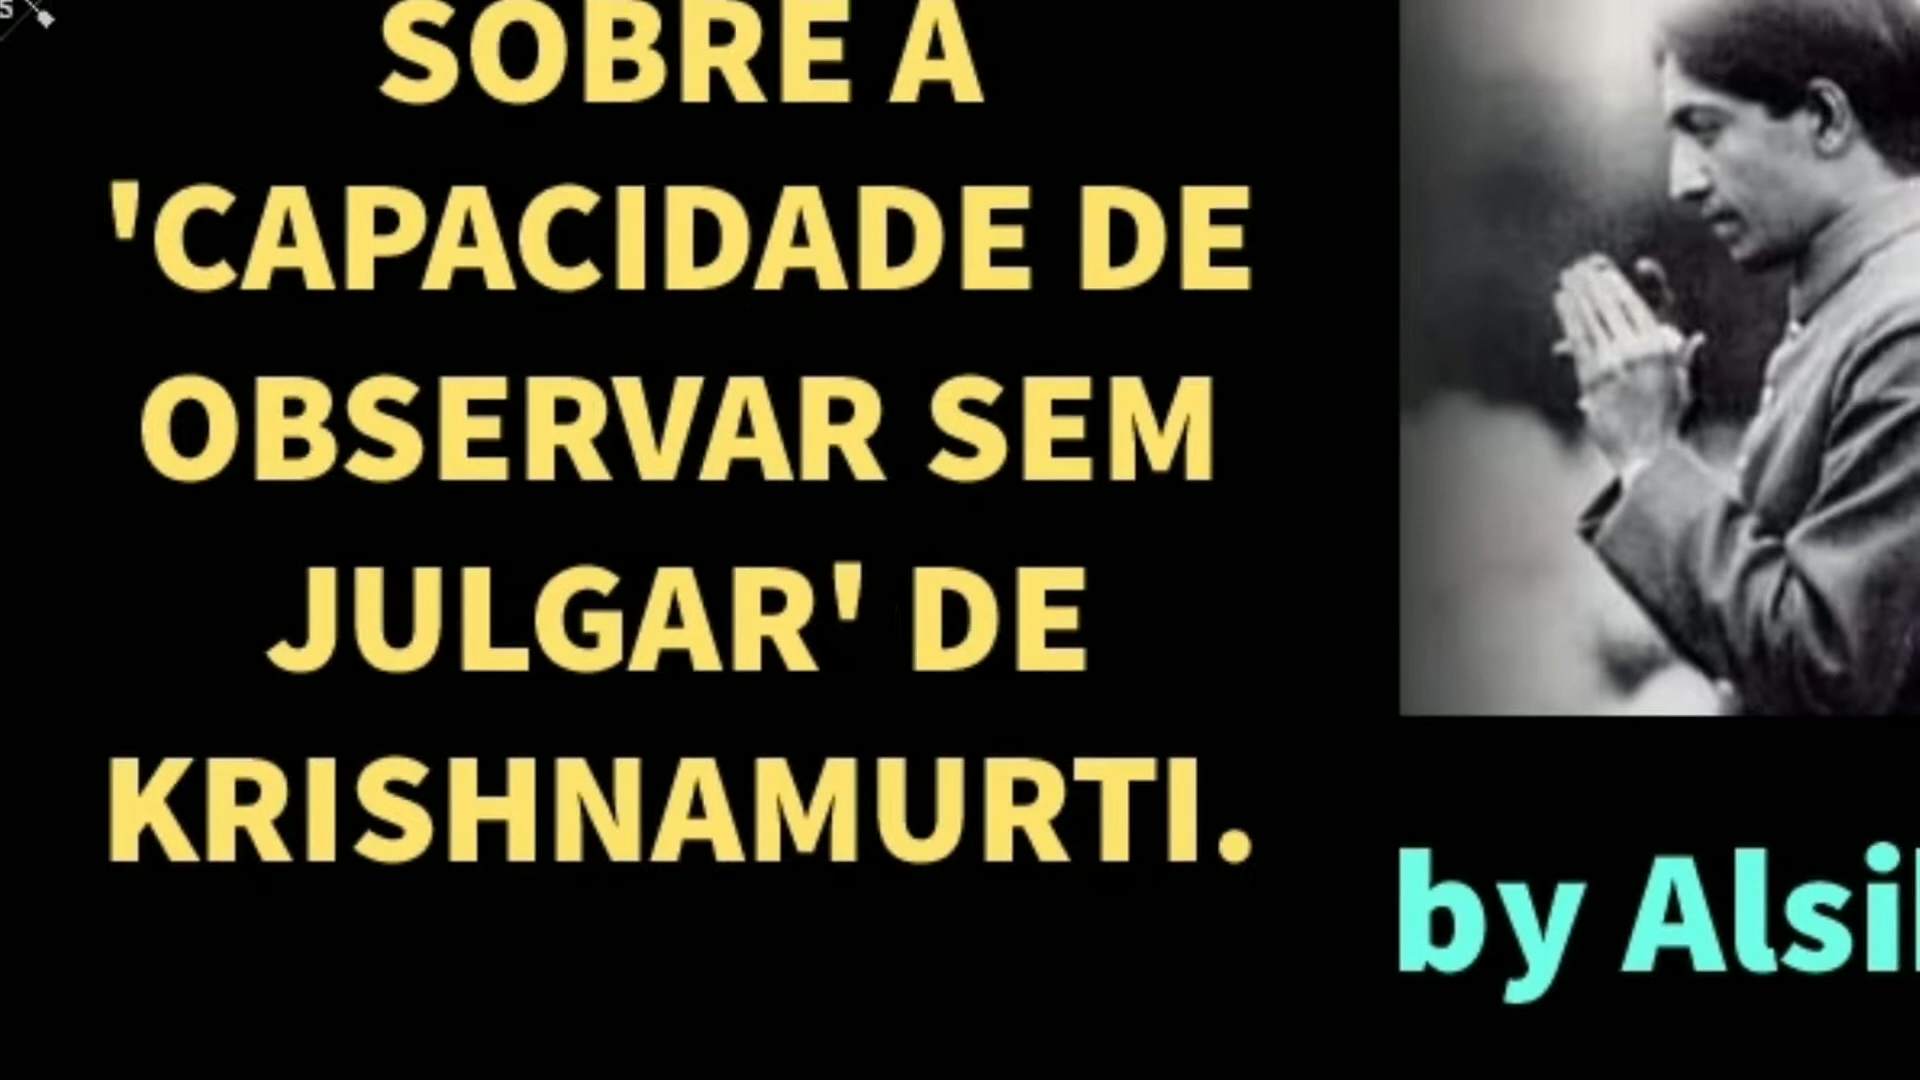 SOBRE A
'CAPACIDADE DE
OBSERVAR SEM
JULGAR' DE
KRISHNAMURTI.
by